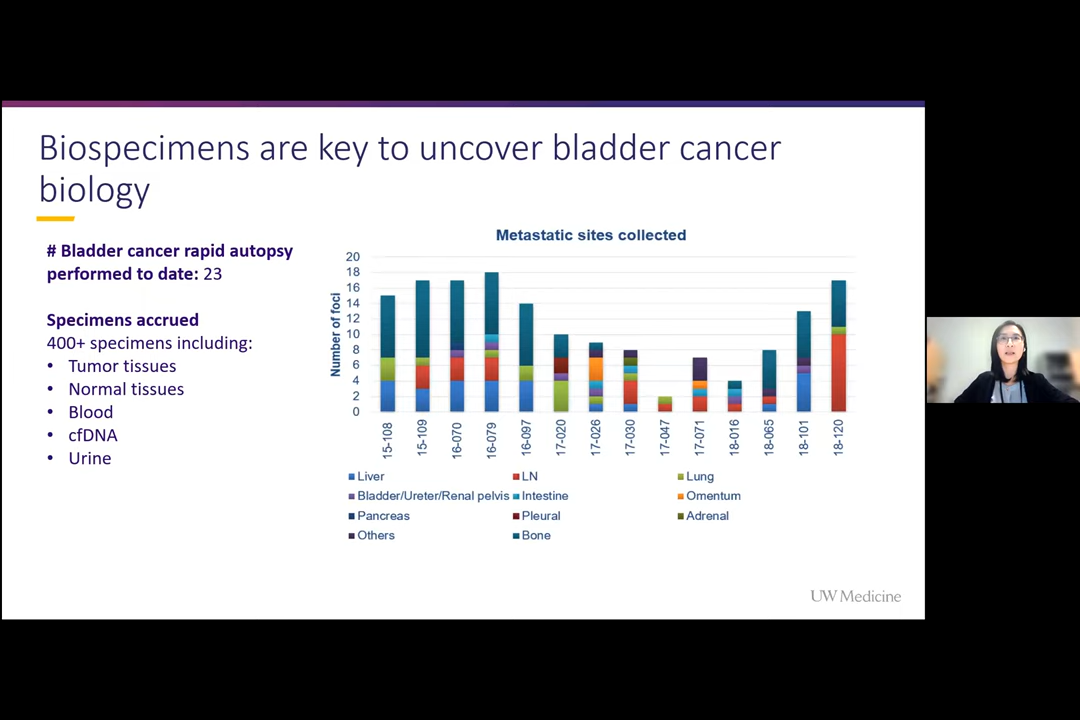 Biospecimens are key to uncover bladder cancer
biology
# Bladder cancer rapid autopsy
performed to date: 23
Specimens accrued
400+ specimens including:
• Tumor tissues
• Normal tissues
• Blood
• cfDNA
• Urine
Metastatic sites collected
Number of foci
20
18
16
14
12
10
8
6
4
2
0
15-108
15-109
16-070
16-079
16-097
17-020
17-026
17-030
17-047
17-071
18-016
18-065
18-101
18-120
Liver LN Lung
Bladder/Ureter/Renal pelvis Intestine Omentum
Pancreas Pleural Adrenal
Others Bone
UW Medicine